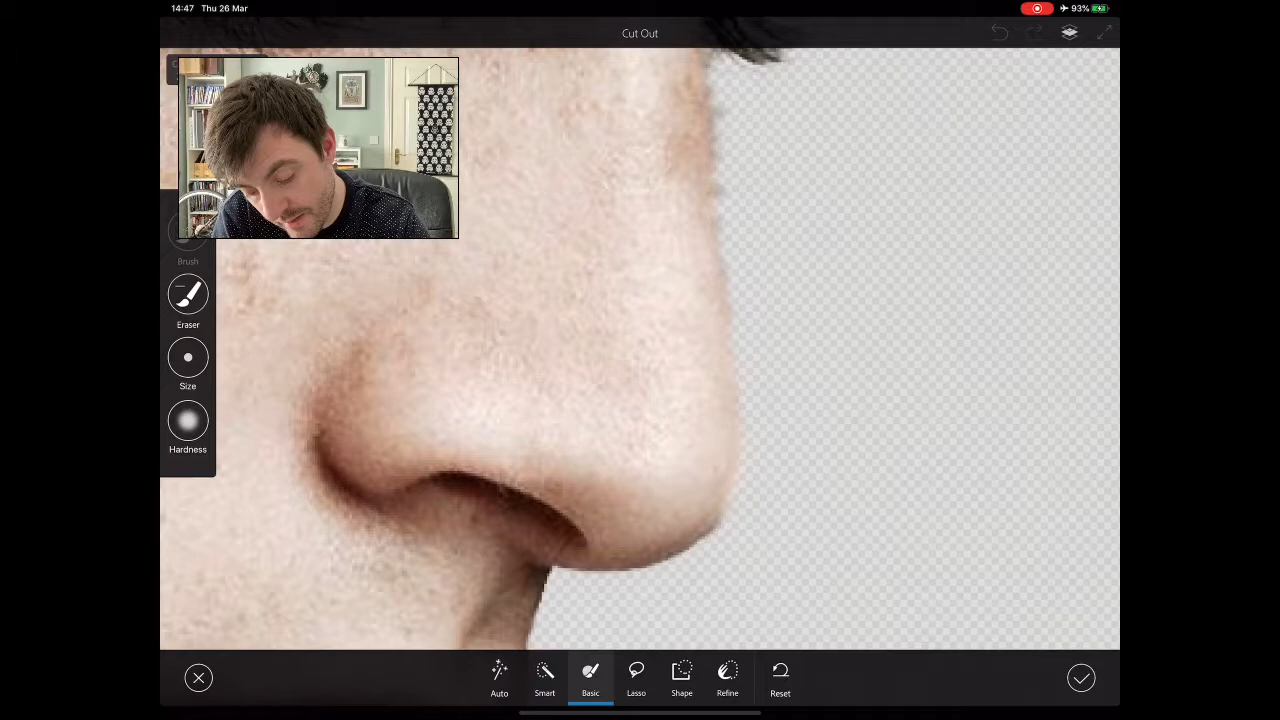 14:47 Thu 26 Mar
93%
Cut Out
Brush
Eraser
Size
Hardness
Auto
Smart
Basic
Lasso
Shape
Refine
Reset